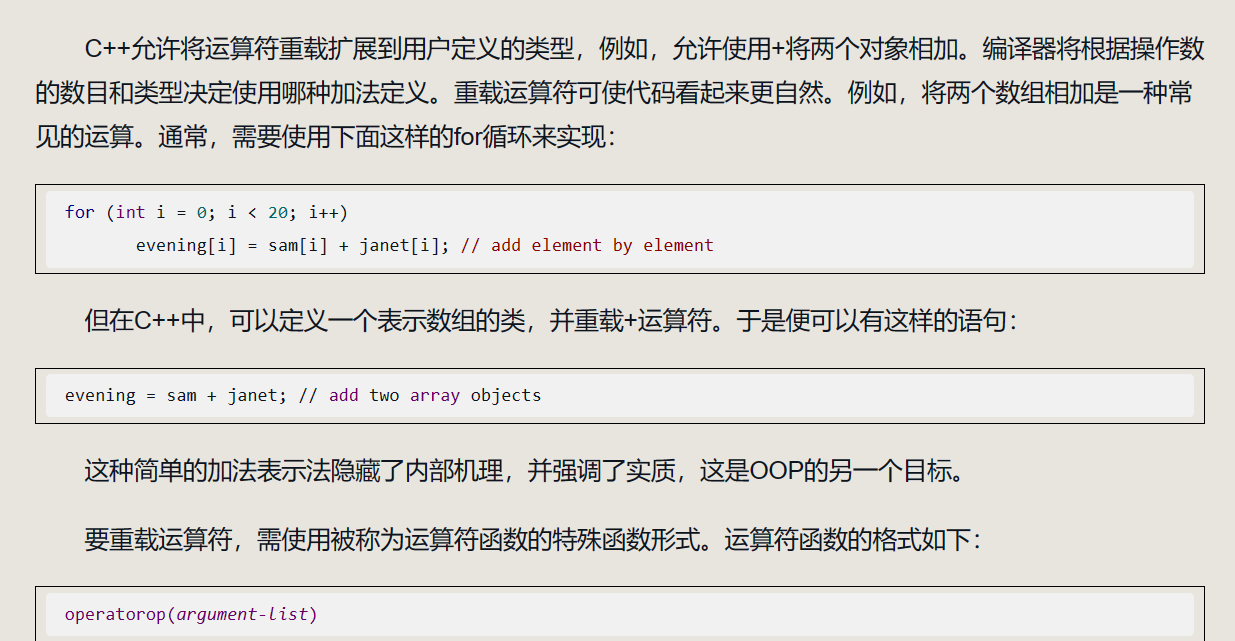 C++允许将运算符重载扩展到用户定义的类型，例如，允许使用+将两个对象相加。编译器将根据操作数
的数目和类型决定使用哪种加法定义。重载运算符可使代码看起来更自然。例如，将两个数组相加是一种常
见的运算。通常，需要使用下面这样的for循环来实现：
for (int i = 0; i < 20; i++)
evening[i] = sam[i] + janet[i]; // add element by element
但在C++中，可以定义一个表示数组的类，并重载+运算符。于是便可以有这样的语句：
evening = sam + janet; // add two array objects
这种简单的加法表示法隐藏了内部机理，并强调了实质，这是OOP的另一个目标。
要重载运算符，需使用被称为运算符函数的特殊函数形式。运算符函数的格式如下：
operatorop(argument-list)